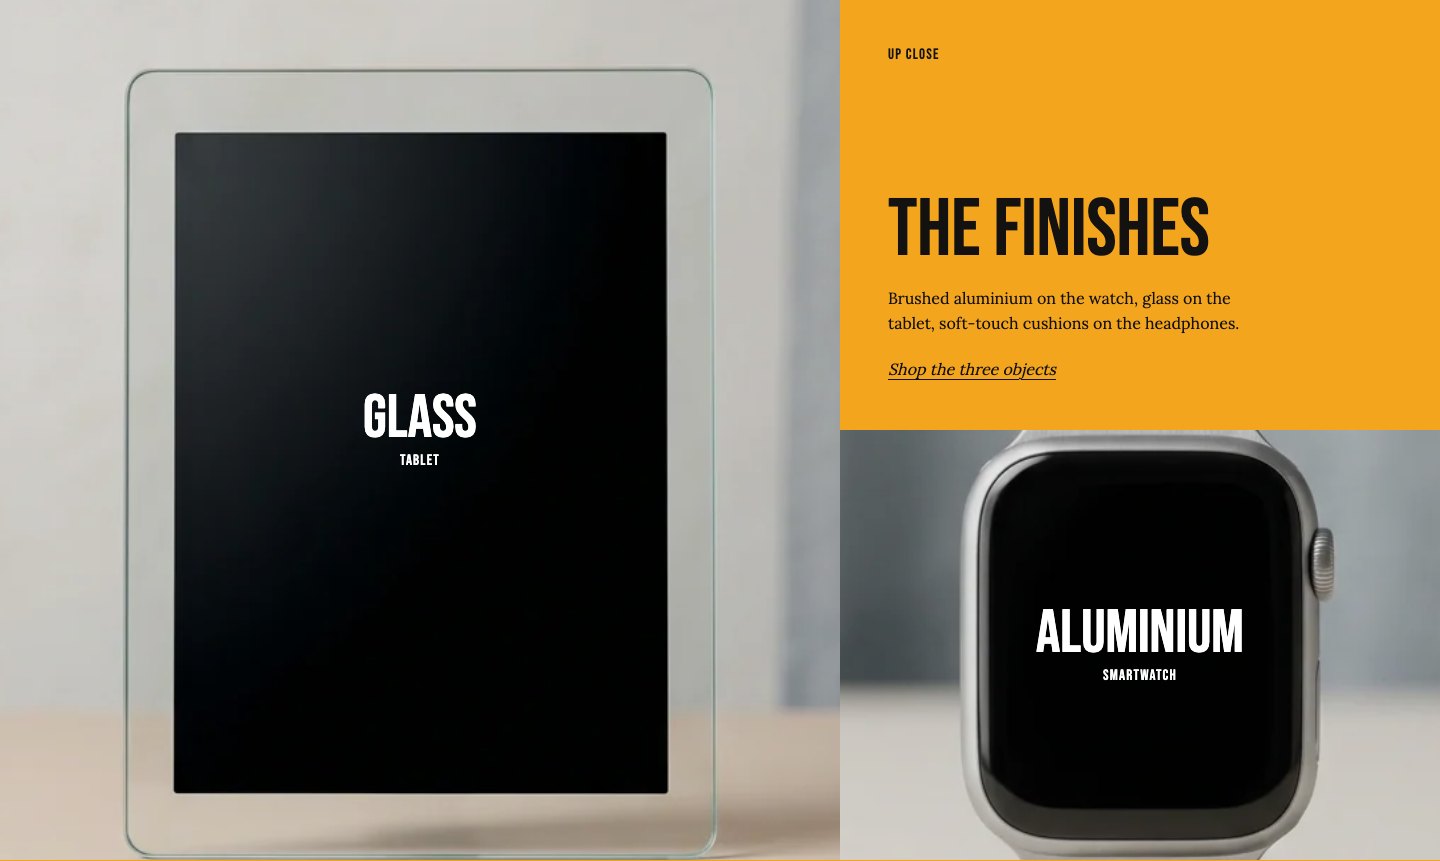 GLASS
TABLET
UP CLOSE
THE FINISHES
Brushed aluminium on the watch, glass on the
tablet, soft-touch cushions on the headphones.
Shop the three objects
ALUMINIUM
SMARTWATCH